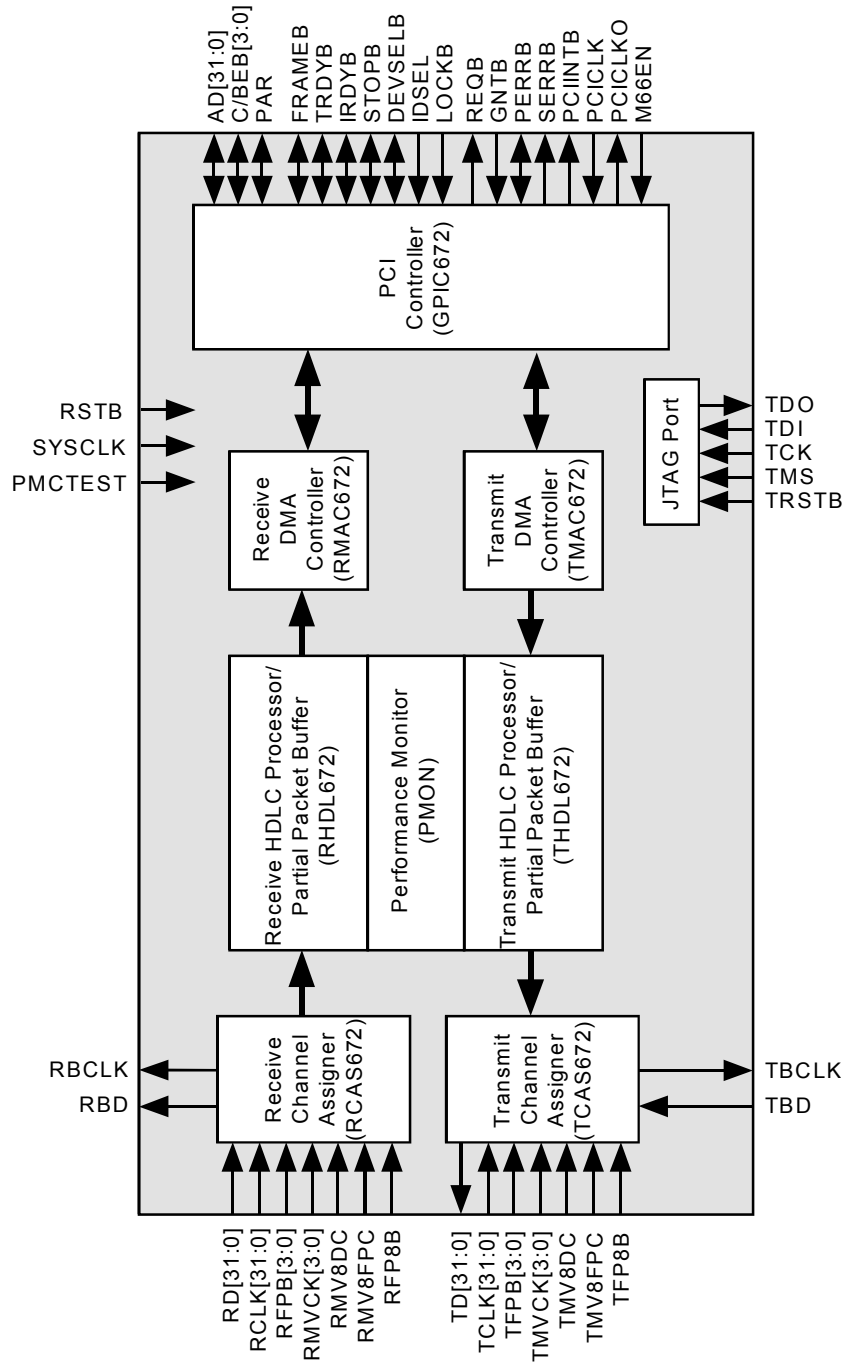 AD[31:0]
C/BEB[3:0]
PAR
FRAMEB
TRDYB
IRDYB
STOPB
DEVSELB
IDSEL
LOCKB
REQB
GNTB
PERRB
SERRB
PCIINTB
PCICLK
PCICLKO
M66EN
PCI
Controller
(GPIC672)
RSTB
SYSCLK
PMCTEST
TDO
TDI
TCK
TMS
TRSTB
JTAG Port
Receive
DMA
Controller
(RMAC672)
Transmit
DMA
Controller
(TMAC672)
Receive HDLC Processor/
Partial Packet Buffer
(RHDL672)
Performance Monitor
(PMON)
Transmit HDLC Processor/
Partial Packet Buffer
(THDL672)
RBCLK
RBD
Receive
Channel
Assigner
(RCAS672)
Transmit
Channel
Assigner
(TCAS672)
TBCLK
TBD
RD[31:0]
RCLK[31:0]
RFPB[3:0]
RMVCK[3:0]
RMV8DC
RMV8FPC
RFP8B
TD[31:0]
TCLK[31:0]
TFPB[3:0]
TMVCK[3:0]
TMV8DC
TMV8FPC
TFP8B